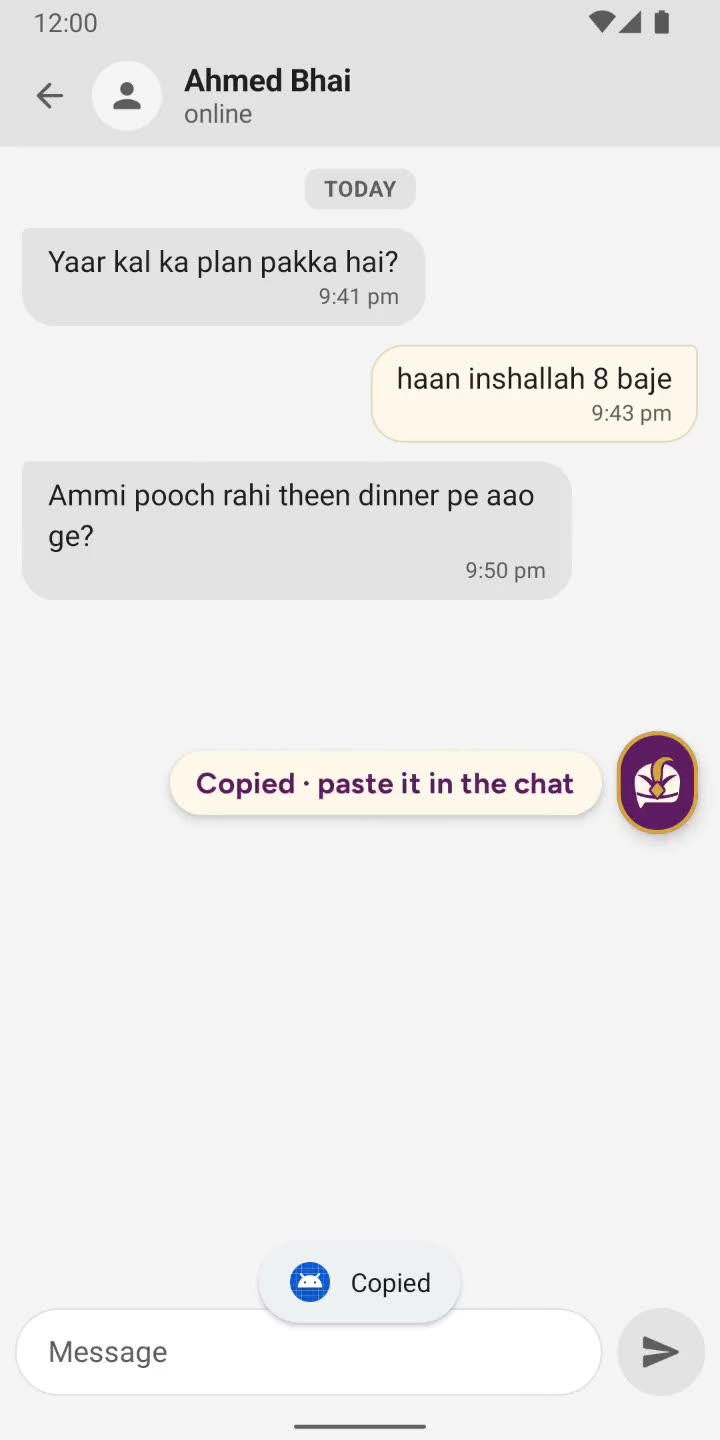 12:00
Ahmed Bhai
online
TODAY
Yaar kal ka plan pakka hai?
9:41 pm
haan inshallah 8 baje
9:43 pm
Ammi pooch rahi theen dinner pe aao
ge?
9:50 pm
Copied · paste it in the chat
Copied
Message